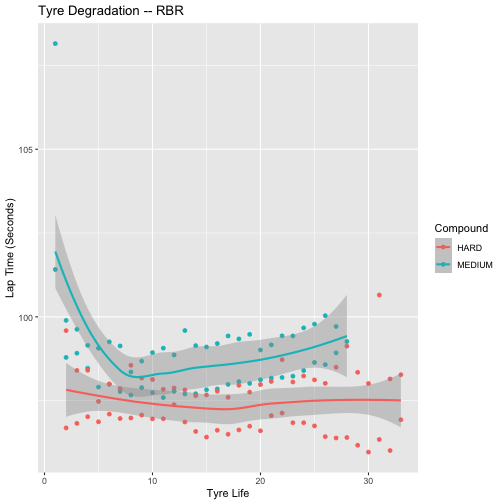 Tyre Degradation -- RBR
105
100
Lap Time (Seconds)
0
10
20
30
Tyre Life
Compound
HARD
MEDIUM